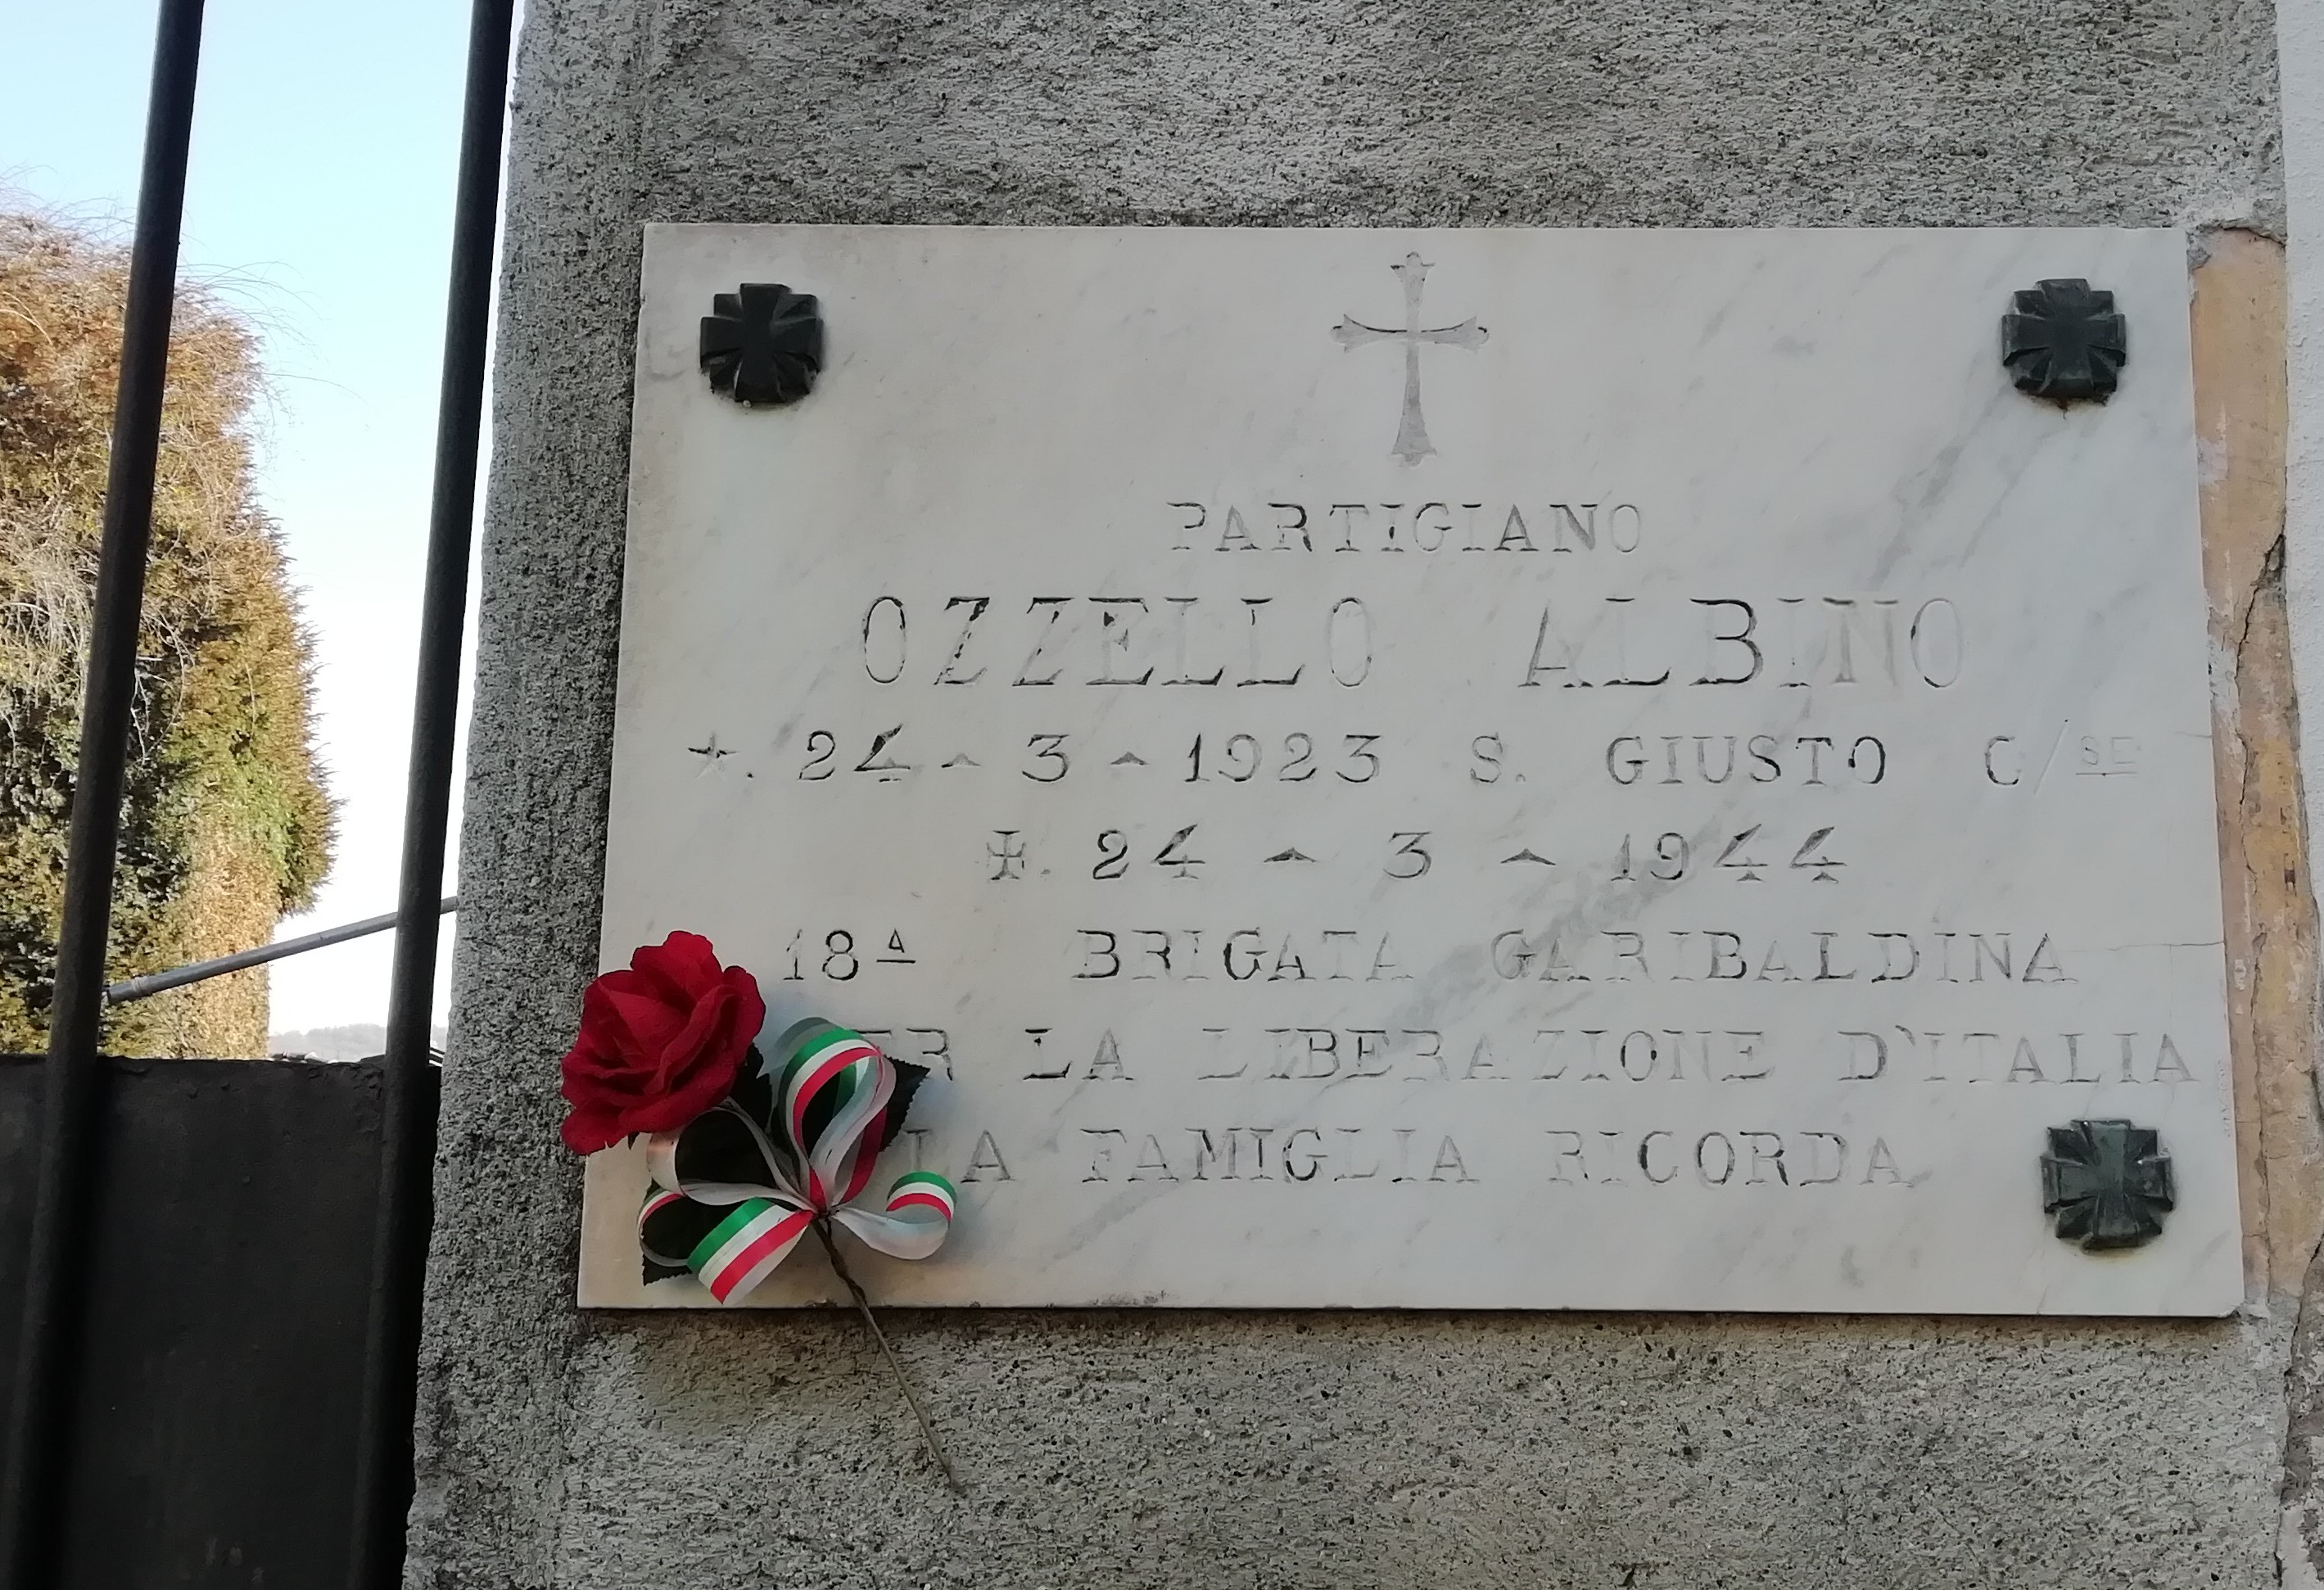 PARTIGIANO
OZZELLO ALBINO
★. 24 - 3 - 1923 S. GIUSTO C/SE
✠. 24 - 3 - 1944
18ª BRIGATA GARIBALDINA
LA LIBERAZIONE D'ITALIA
LA FAMIGLIA RICORDA